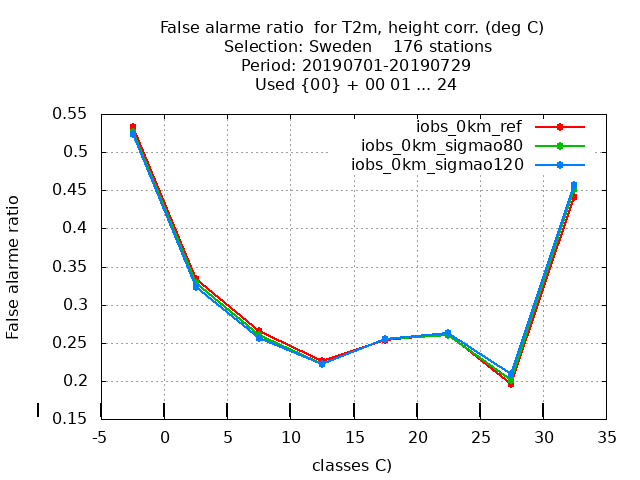 False alarme ratio  for T2m, height corr. (deg C)
Selection: Sweden    176 stations
Period: 20190701-20190729
Used {00} + 00 01 ... 24
iobs_0km_ref
iobs_0km_sigmao80
iobs_0km_sigmao120
False alarme ratio
0.55
0.5
0.45
0.4
0.35
0.3
0.25
0.2
0.15
-5 0 5 10 15 20 25 30 35
classes C)